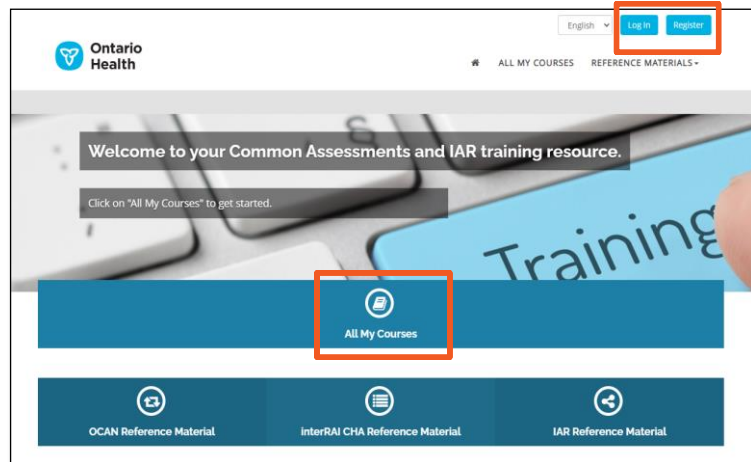 English
Log In
Register
Ontario
Health
ALL MY COURSES
REFERENCE MATERIALS
Welcome to your Common Assessments and IAR training resource.
Click on "All My Courses" to get started.
Training
All My Courses
OCAN Reference Material
interRAI CHA Reference Material
IAR Reference Material